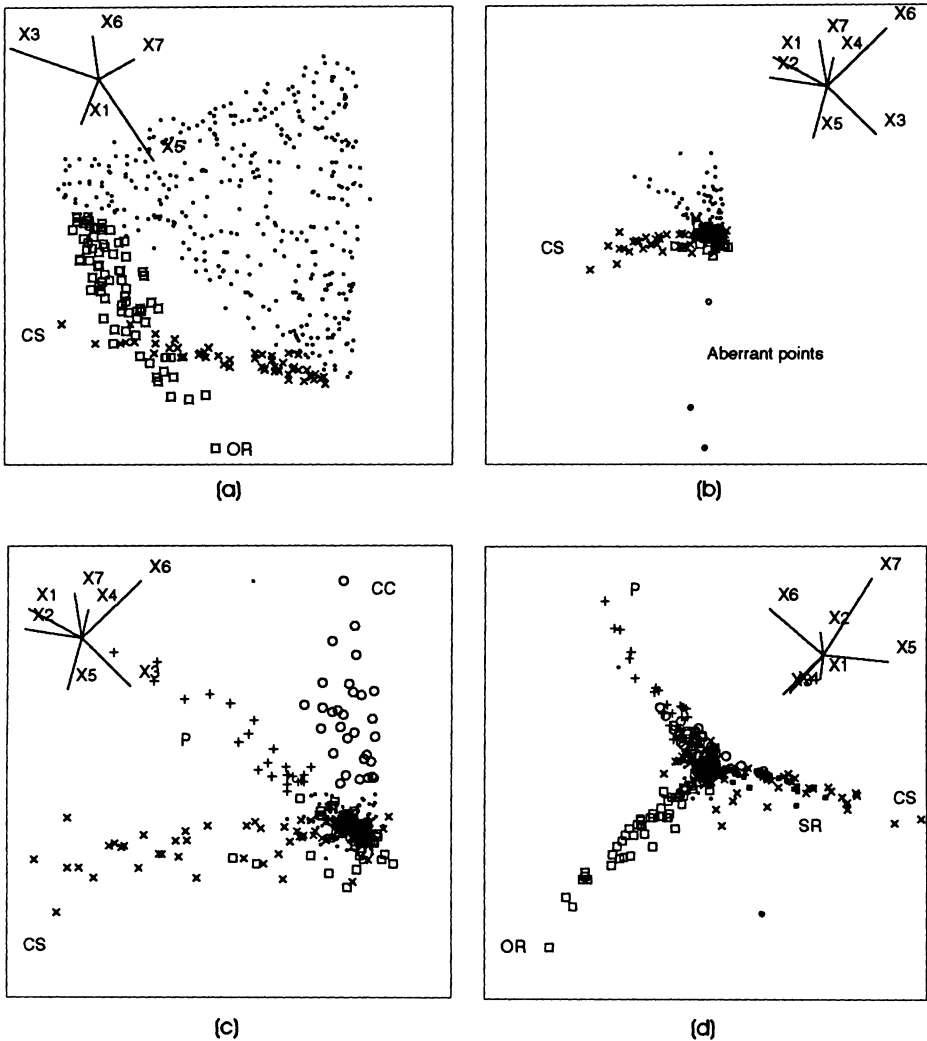 X3
X6
X7
X1
X5
CS
OR
(a)
X6
X7
X1
X4
X2
X3
X5
CS
Aberrant points
(b)
X6
X7
X1
X4
X2
X5
X3
CC
P
CS
(c)
P
X7
X6
X2
X5
X1
CS
SR
OR
(d)